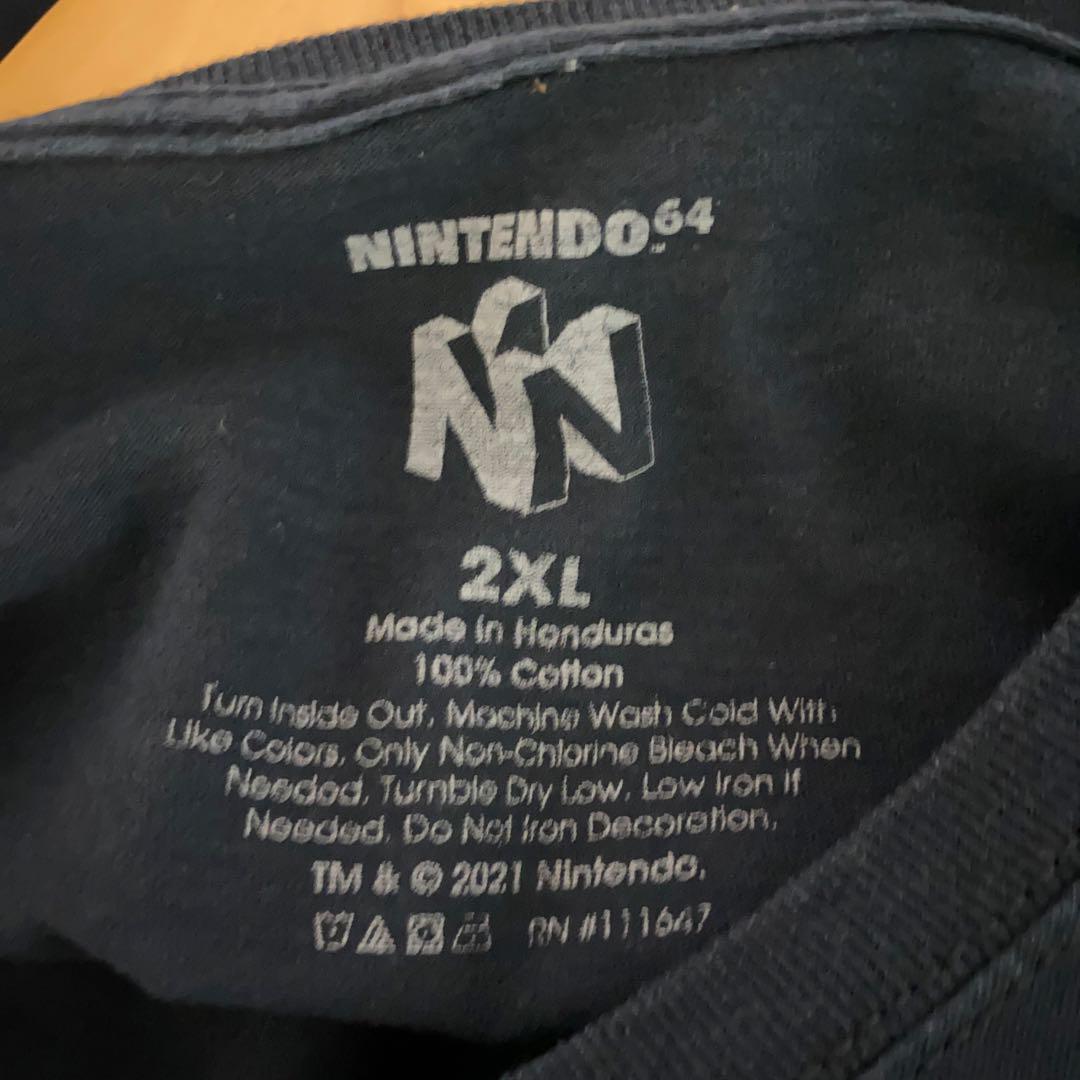 NINTENDO64™
2XL
Made in Honduras
100% Cotton
Turn Inside Out, Machine Wash Cold With
Like Colors, Only Non-Chlorine Bleach When
Needed, Tumble Dry Low, Low Iron If
Needed, Do Not Iron Decoration.
TM & © 2021 Nintendo.
RN #111647